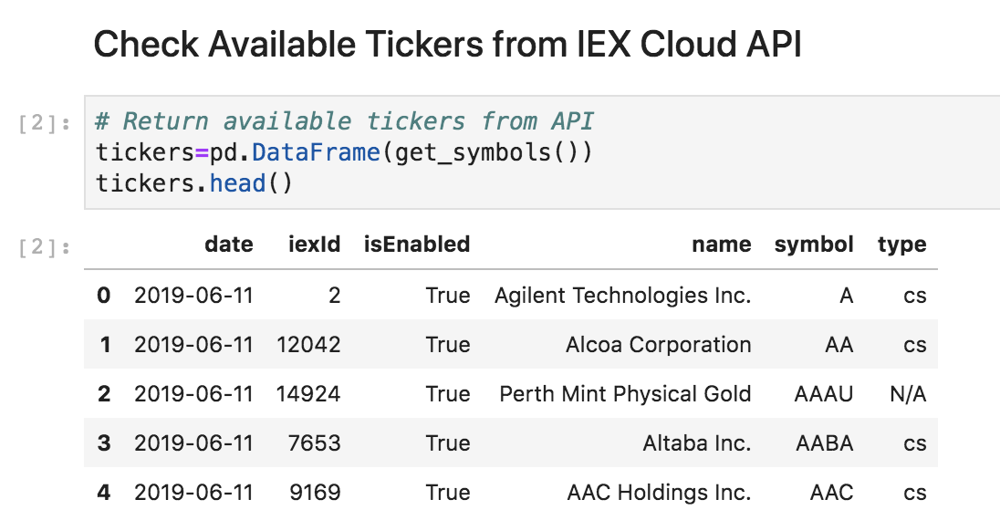 Check Available Tickers from IEX Cloud API
[2]: # Return available tickers from API
tickers=pd.DataFrame(get_symbols())
tickers.head()
[2]: date iexId isEnabled name symbol type
0 2019-06-11 2 True Agilent Technologies Inc. A cs
1 2019-06-11 12042 True Alcoa Corporation AA cs
2 2019-06-11 14924 True Perth Mint Physical Gold AAAU N/A
3 2019-06-11 7653 True Altaba Inc. AABA cs
4 2019-06-11 9169 True AAC Holdings Inc. AAC cs